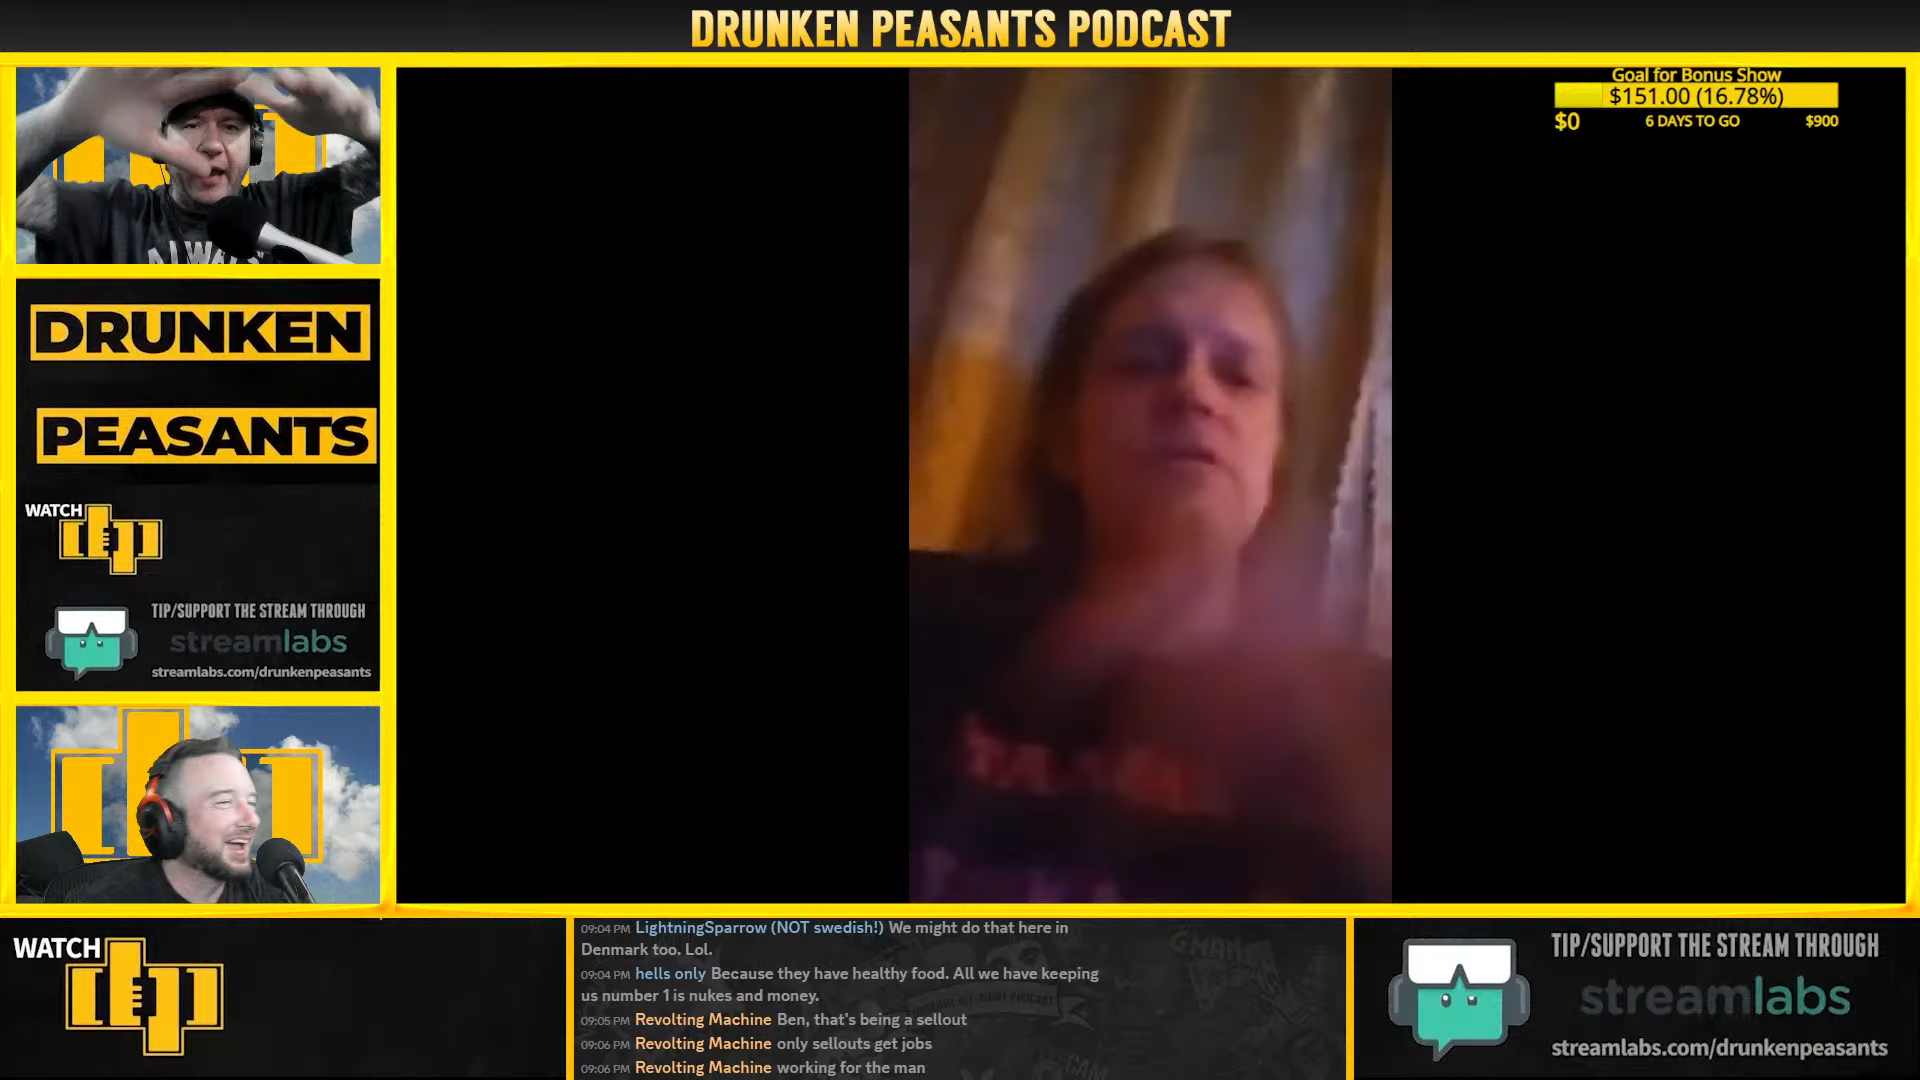 DRUNKEN PEASANTS PODCAST
Goal for Bonus Show
$151.00 (16.78%)
$0 6 DAYS TO GO $900
DRUNKEN
PEASANTS
WATCH
TIP/SUPPORT THE STREAM THROUGH
streamlabs
streamlabs.com/drunkenpeasants
WATCH
09:04 PM LightningSparrow (NOT swedish!) We might do that here in
Denmark too. Lol.
09:04 PM hells only Because they have healthy food. All we have keeping
us number 1 is nukes and money.
09:05 PM Revolting Machine Ben, that's being a sellout
09:06 PM Revolting Machine only sellouts get jobs
09:06 PM Revolting Machine working for the man
TIP/SUPPORT THE STREAM THROUGH
streamlabs
streamlabs.com/drunkenpeasants